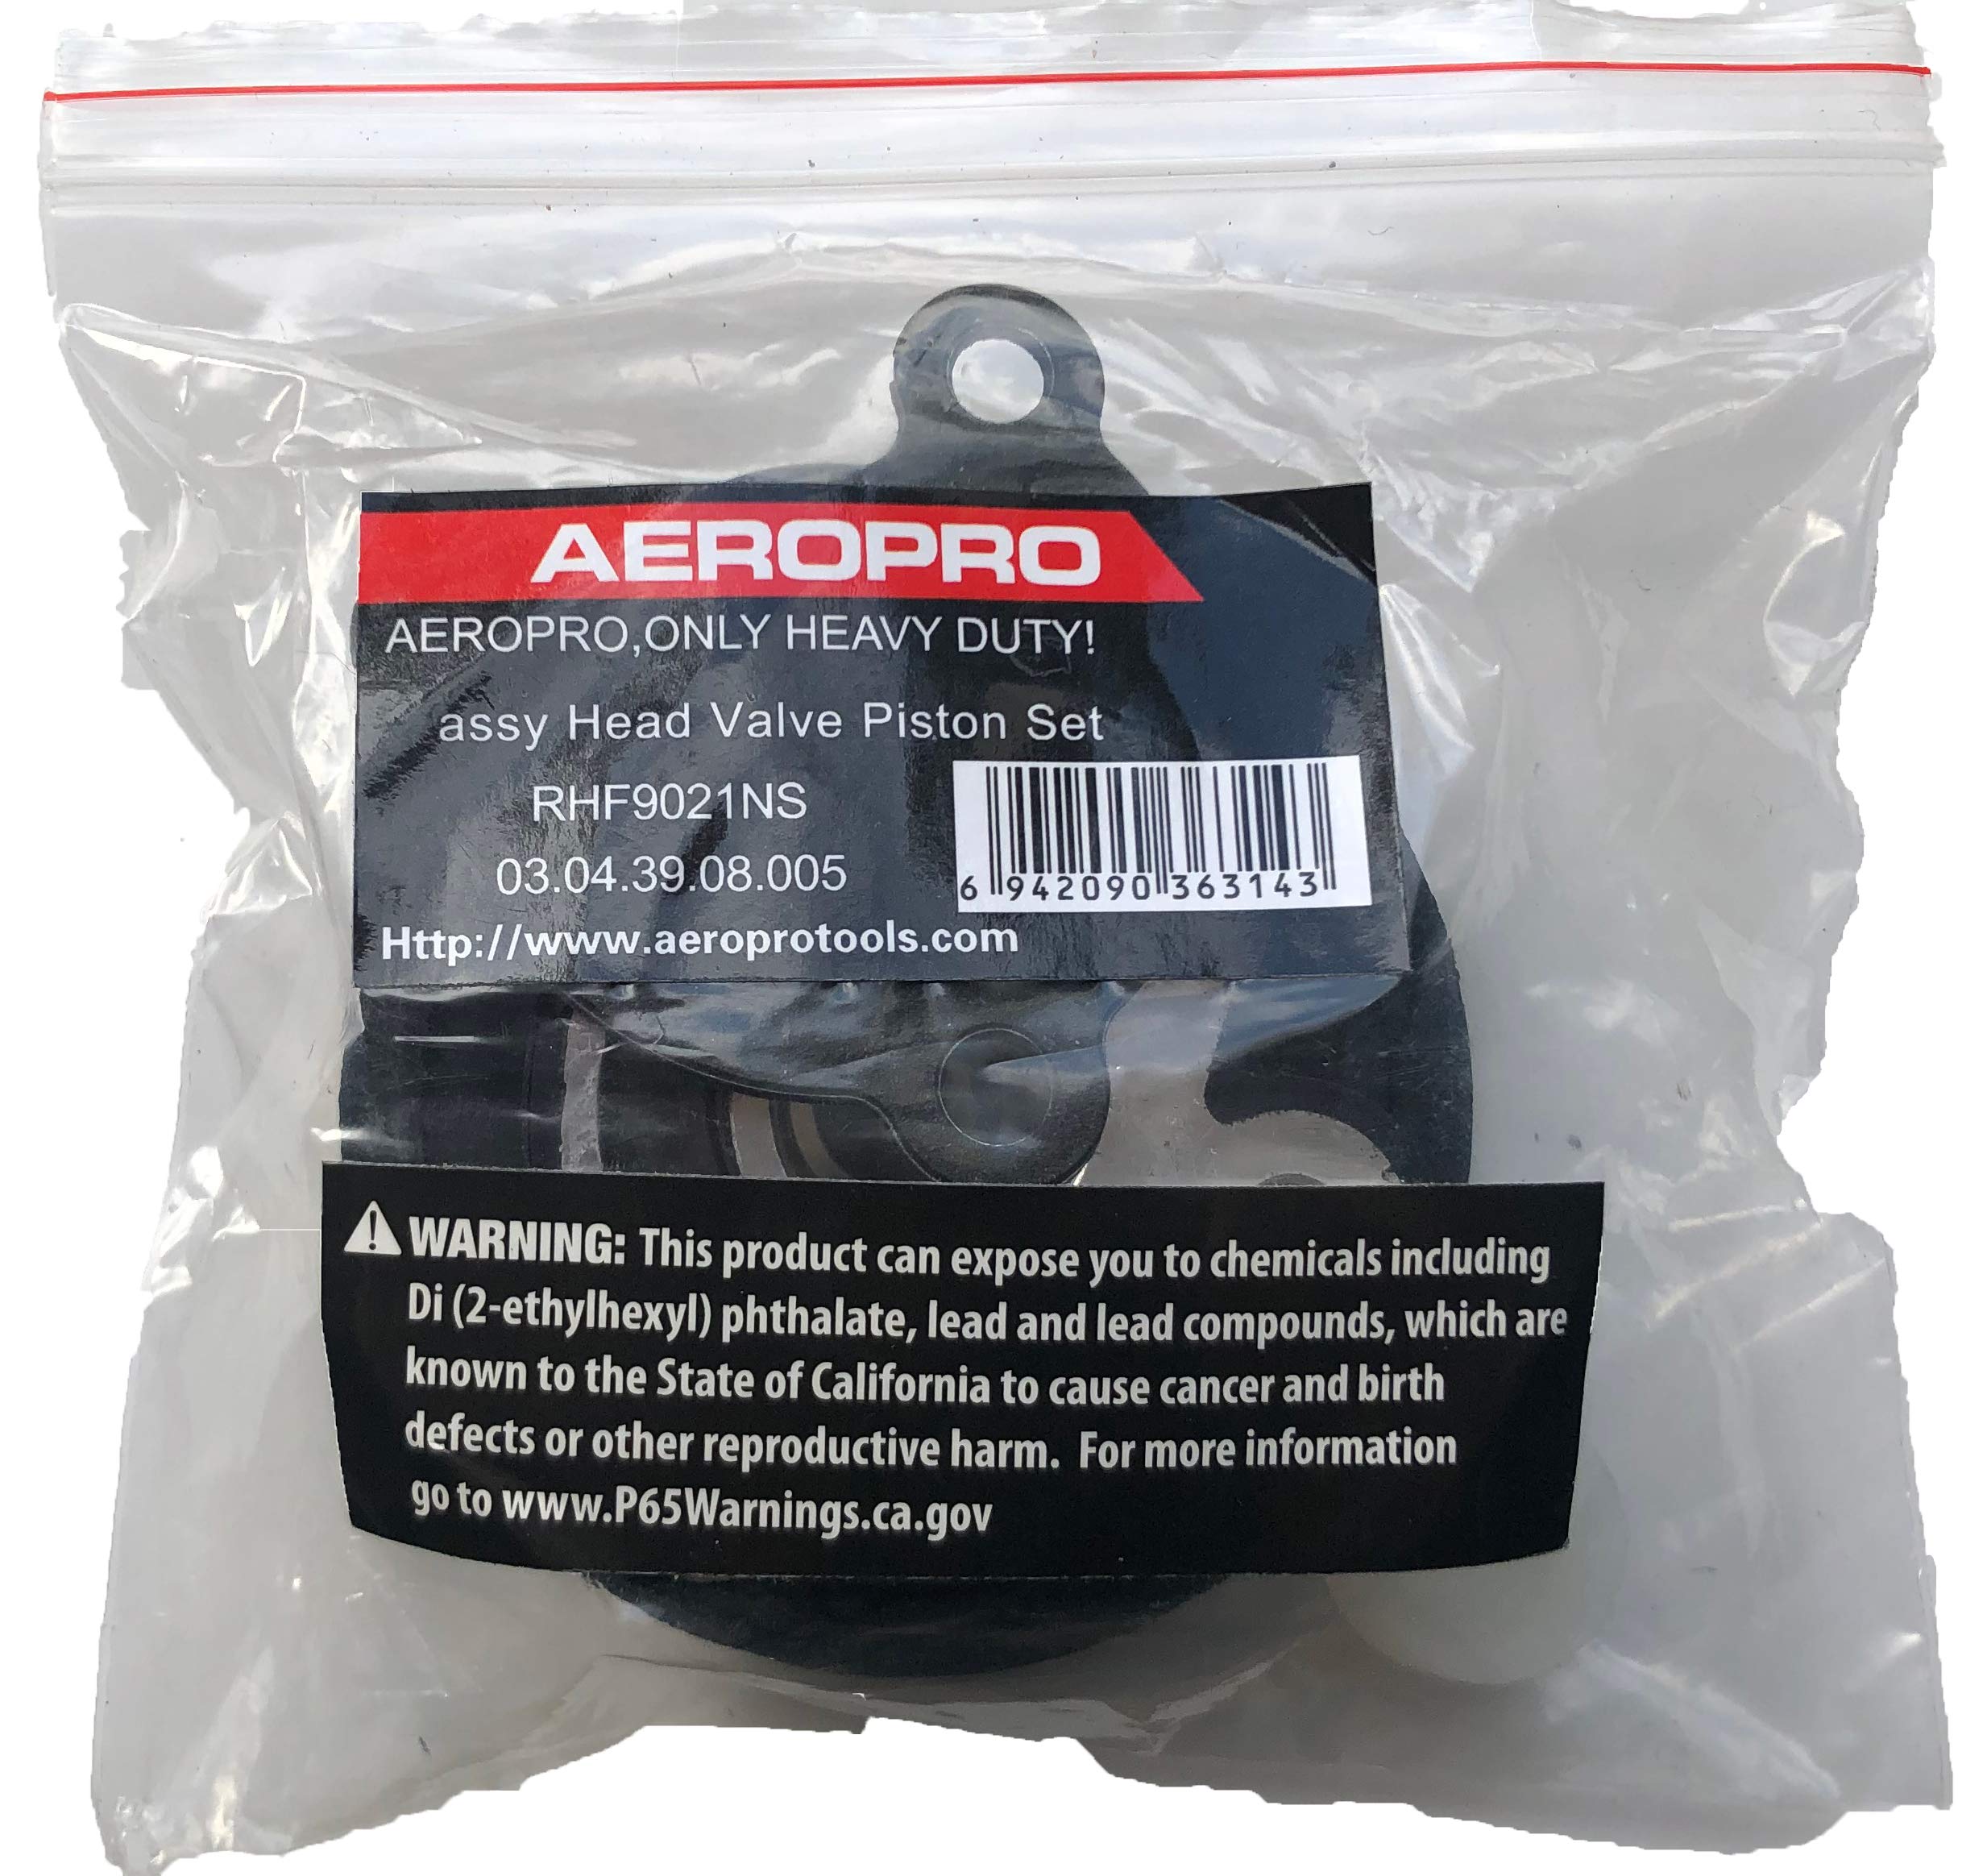 AEROPRO
AEROPRO,ONLY HEAVY DUTY!
assy Head Valve Piston Set
RHF9021NS
03.04.39.08.005
6 942090 363143
Http://www.aeroprotools.com
WARNING: This product can expose you to chemicals including
Di (2-ethylhexyl) phthalate, lead and lead compounds, which are
known to the State of California to cause cancer and birth
defects or other reproductive harm. For more information
go to www.P65Warnings.ca.gov